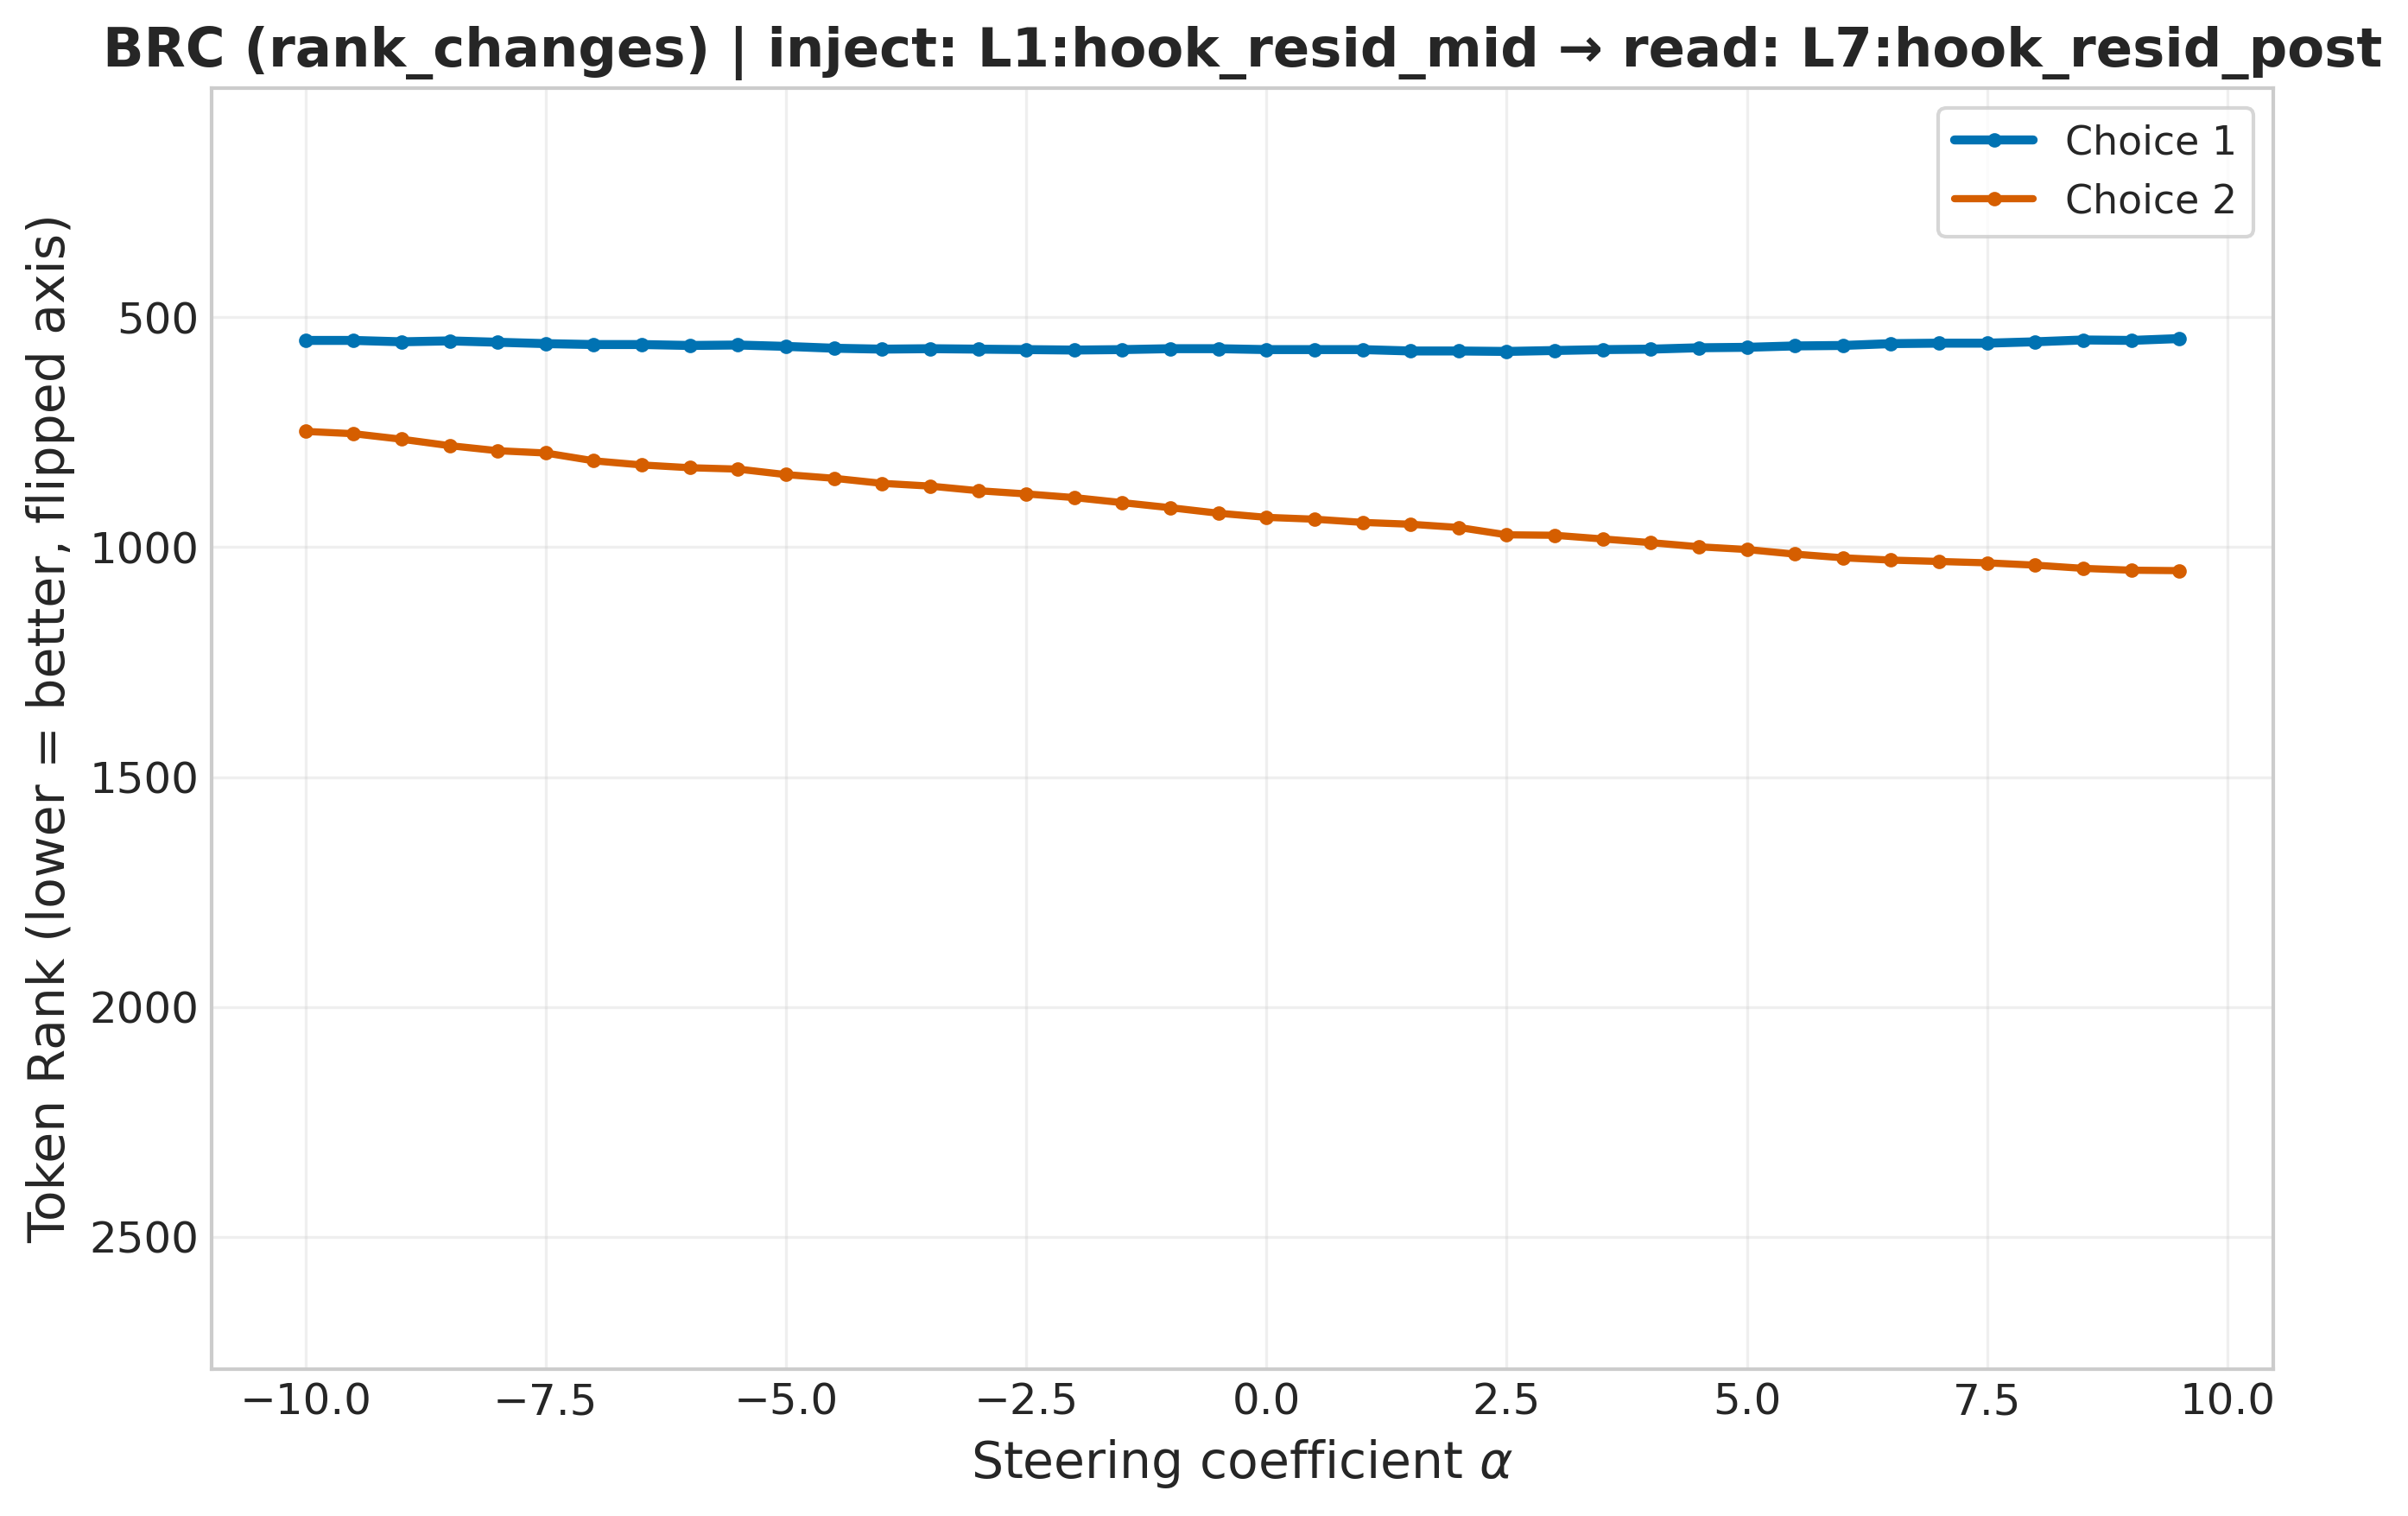 BRC (rank_changes) | inject: L1:hook_resid_mid → read: L7:hook_resid_post
Choice 1
Choice 2
Token Rank (lower = better, flipped axis)
500
1000
1500
2000
2500
−10.0 −7.5 −5.0 −2.5 0.0 2.5 5.0 7.5 10.0
Steering coefficient α